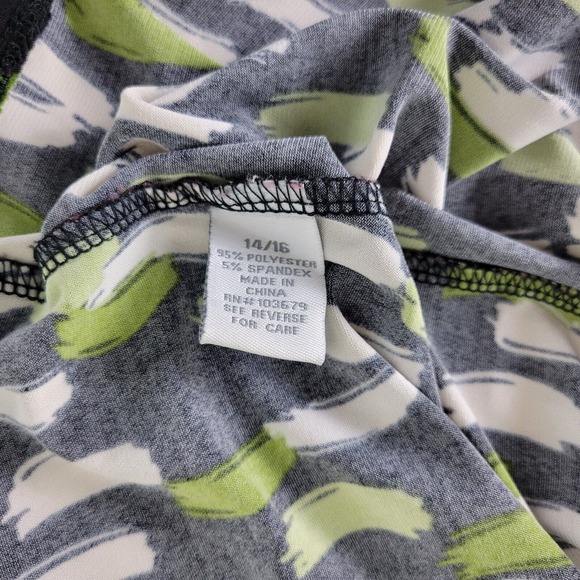 14/16
95% POLYESTER
5% SPANDEX
MADE IN
CHINA
RN# 103679
SEE REVERSE
FOR CARE